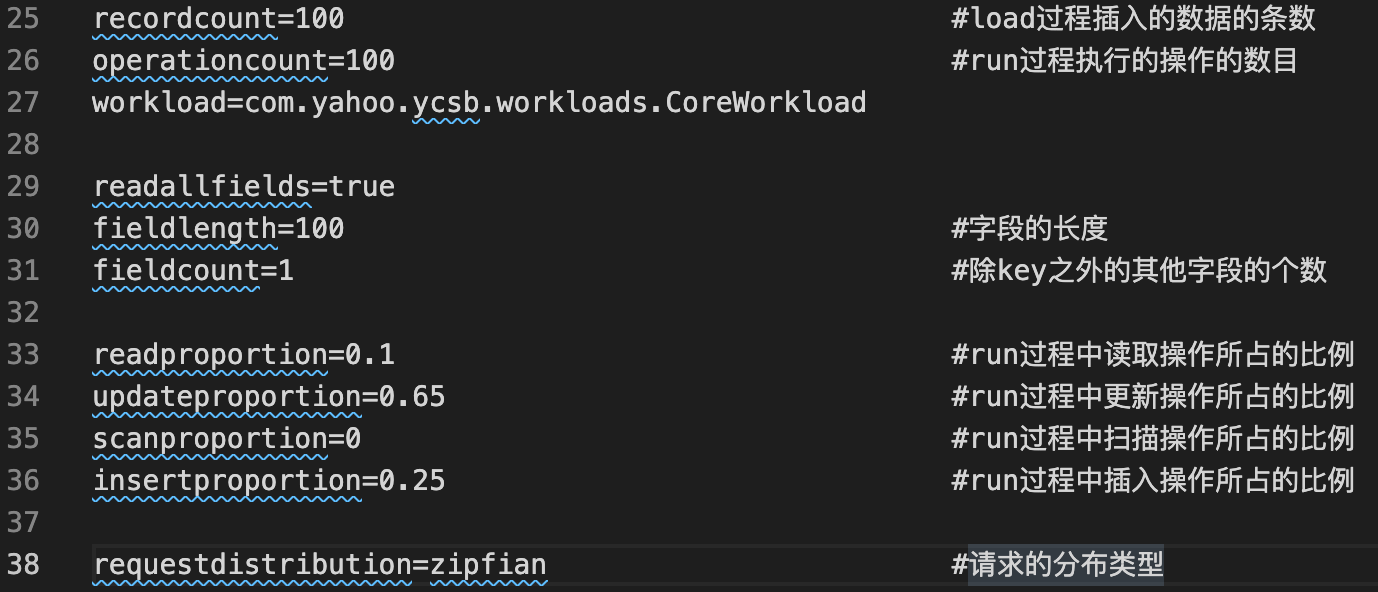 25 recordcount=100 #load过程插入的数据的条数
26 operationcount=100 #run过程执行的操作的数目
27 workload=com.yahoo.ycsb.workloads.CoreWorkload
28
29 readallfields=true
30 fieldlength=100 #字段的长度
31 fieldcount=1 #除key之外的其他字段的个数
32
33 readproportion=0.1 #run过程中读取操作所占的比例
34 updateproportion=0.65 #run过程中更新操作所占的比例
35 scanproportion=0 #run过程中扫描操作所占的比例
36 insertproportion=0.25 #run过程中插入操作所占的比例
37
38 requestdistribution=zipfian #请求的分布类型